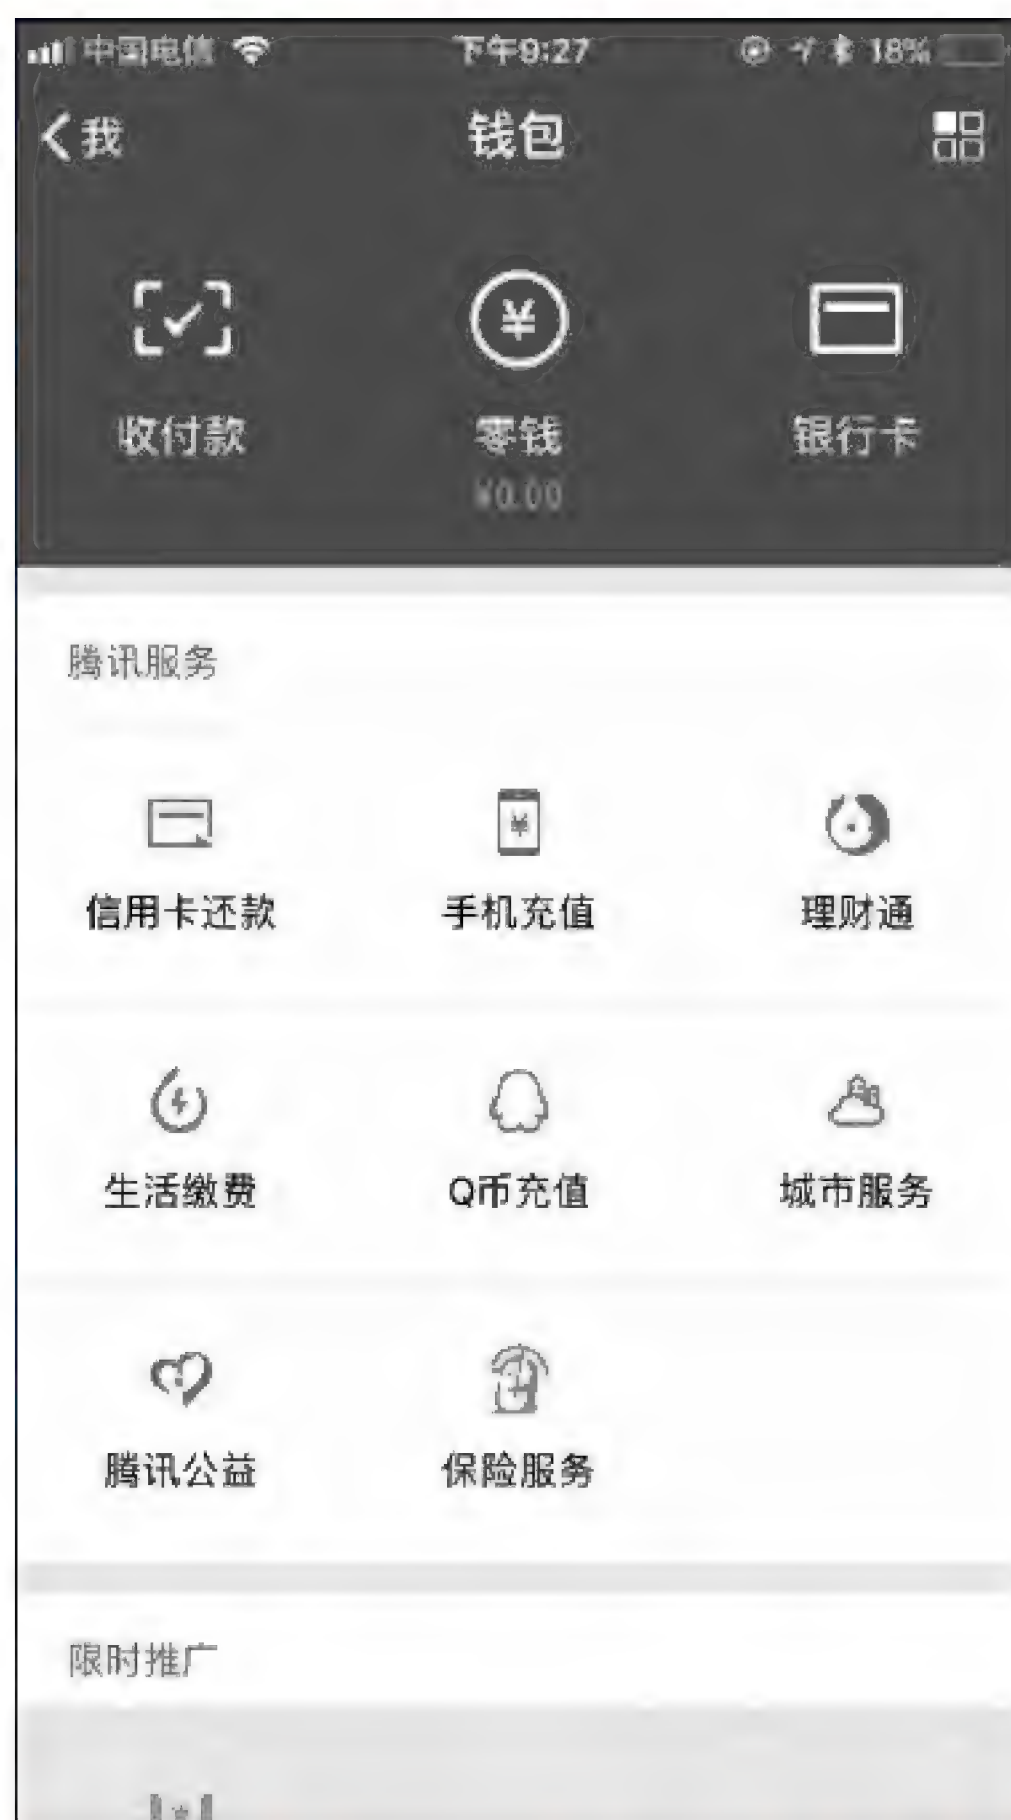 中国电信 下午9:27 18%
我 钱包
收付款 零钱 银行卡
¥0.00
腾讯服务
信用卡还款 手机充值 理财通
生活缴费 Q币充值 城市服务
腾讯公益 保险服务
限时推广